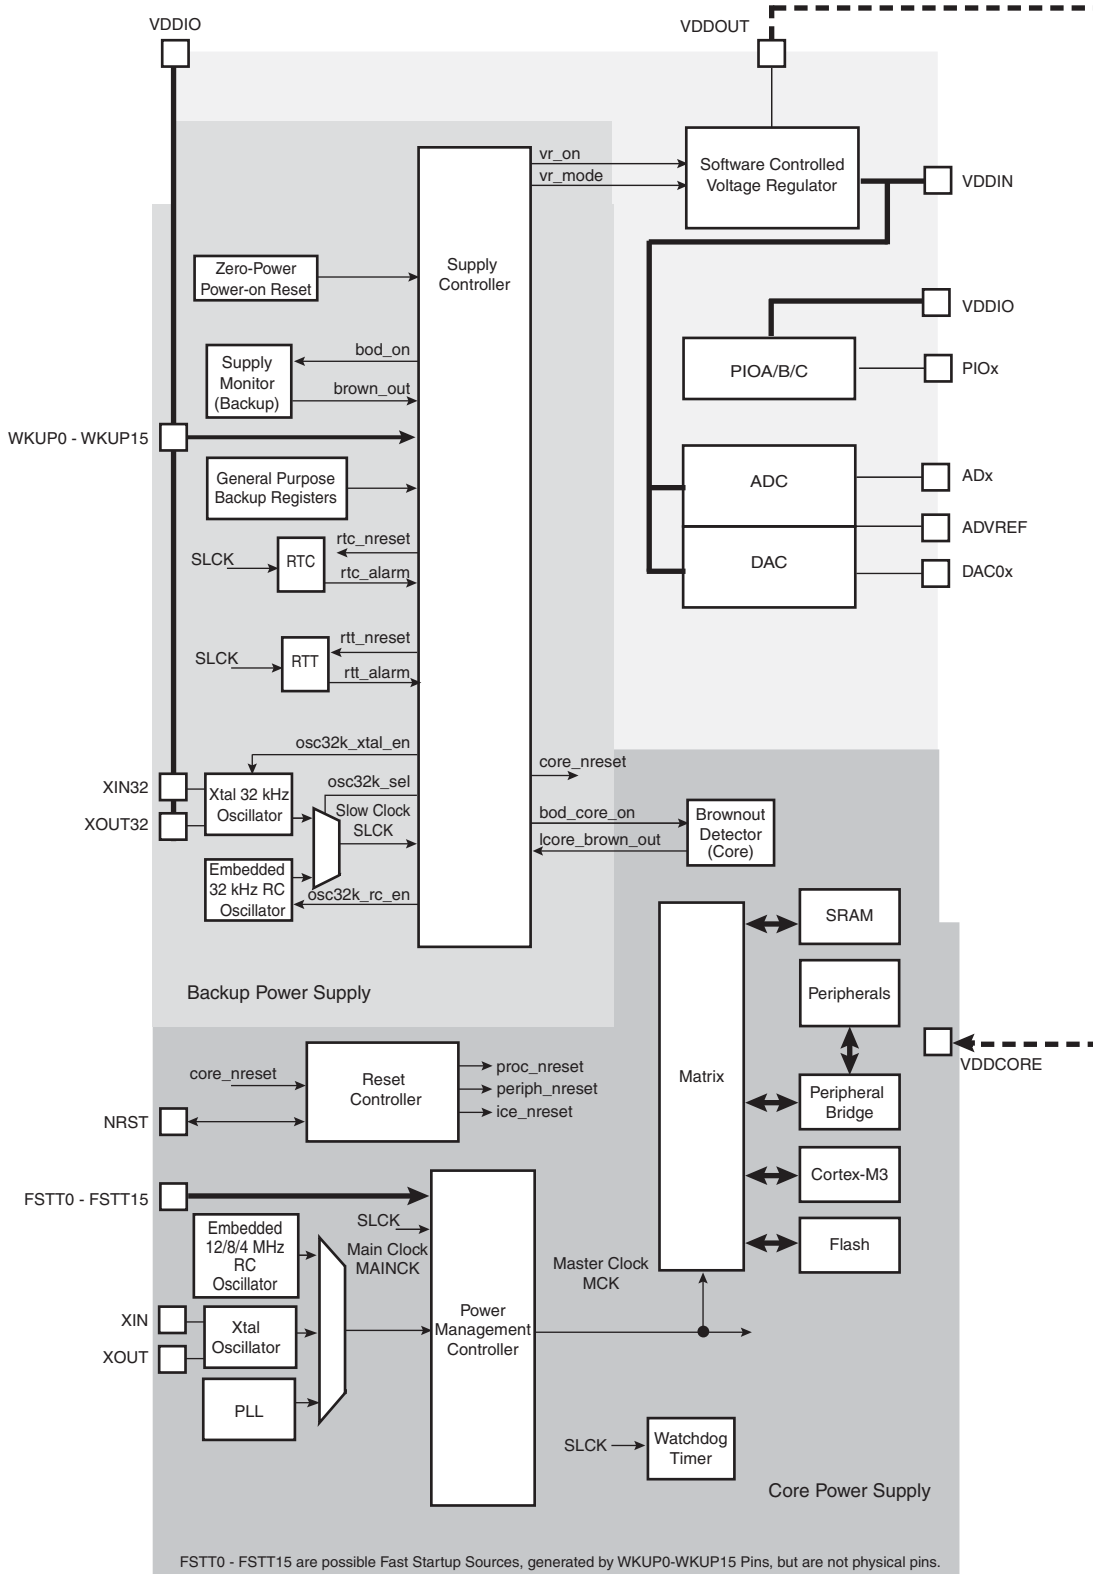 VDDIO
VDDOUT
vr_on
vr_mode
Software Controlled
Voltage Regulator
VDDIN
Zero-Power
Power-on Reset
Supply
Controller
VDDIO
bod_on
Supply
Monitor
(Backup)
brown_out
PIOA/B/C
PIOx
WKUP0 - WKUP15
General Purpose
Backup Registers
ADC
ADx
ADVREF
rtc_nreset
SLCK
RTC
rtc_alarm
DAC
DAC0x
rtt_nreset
SLCK
RTT
rtt_alarm
osc32k_xtal_en
core_nreset
XIN32
Xtal 32 kHz
Oscillator
osc32k_sel
XOUT32
Slow Clock
SLCK
bod_core_on
lcore_brown_out
Brownout
Detector
(Core)
Embedded
32 kHz RC
Oscillator
osc32k_rc_en
SRAM
Backup Power Supply
Peripherals
VDDCORE
core_nreset
Reset
Controller
proc_nreset
periph_nreset
ice_nreset
Matrix
Peripheral
Bridge
NRST
Cortex-M3
FSTT0 - FSTT15
SLCK
Embedded
12/8/4 MHz
RC
Oscillator
Main Clock
MAINCK
Master Clock
MCK
Flash
XIN
Xtal
Oscillator
XOUT
Power
Management
Controller
PLL
SLCK
Watchdog
Timer
Core Power Supply
FSTT0 - FSTT15 are possible Fast Startup Sources, generated by WKUP0-WKUP15 Pins, but are not physical pins.